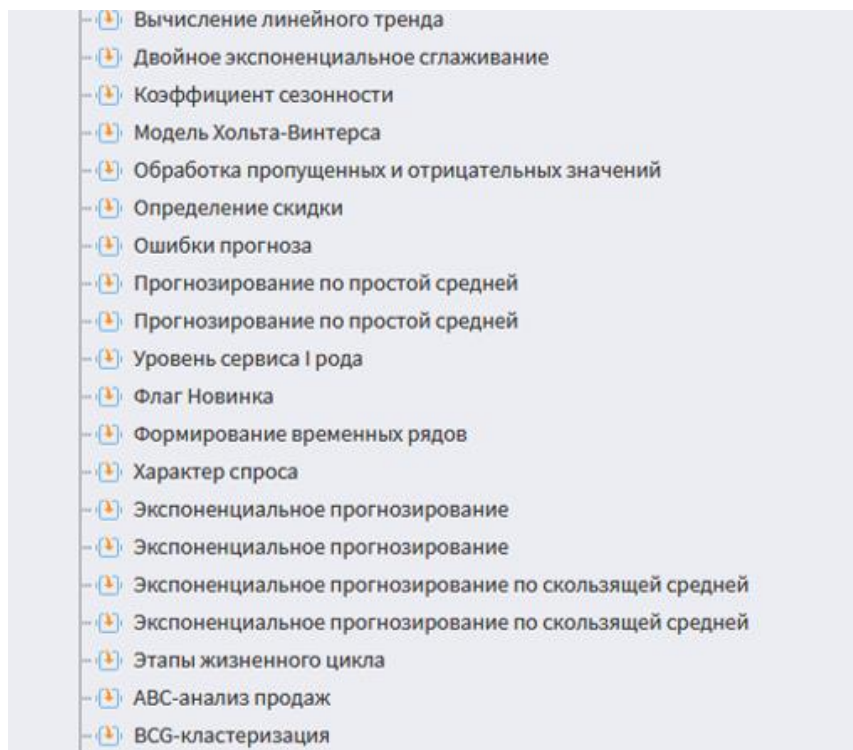 Вычисление линейного тренда
Двойное экспоненциальное сглаживание
Коэффициент сезонности
Модель Хольта-Винтерса
Обработка пропущенных и отрицательных значений
Определение скидки
Ошибки прогноза
Прогнозирование по простой средней
Прогнозирование по простой средней
Уровень сервиса I рода
Флаг Новинка
Формирование временных рядов
Характер спроса
Экспоненциальное прогнозирование
Экспоненциальное прогнозирование
Экспоненциальное прогнозирование по скользящей средней
Экспоненциальное прогнозирование по скользящей средней
Этапы жизненного цикла
ABC-анализ продаж
BCG-кластеризация